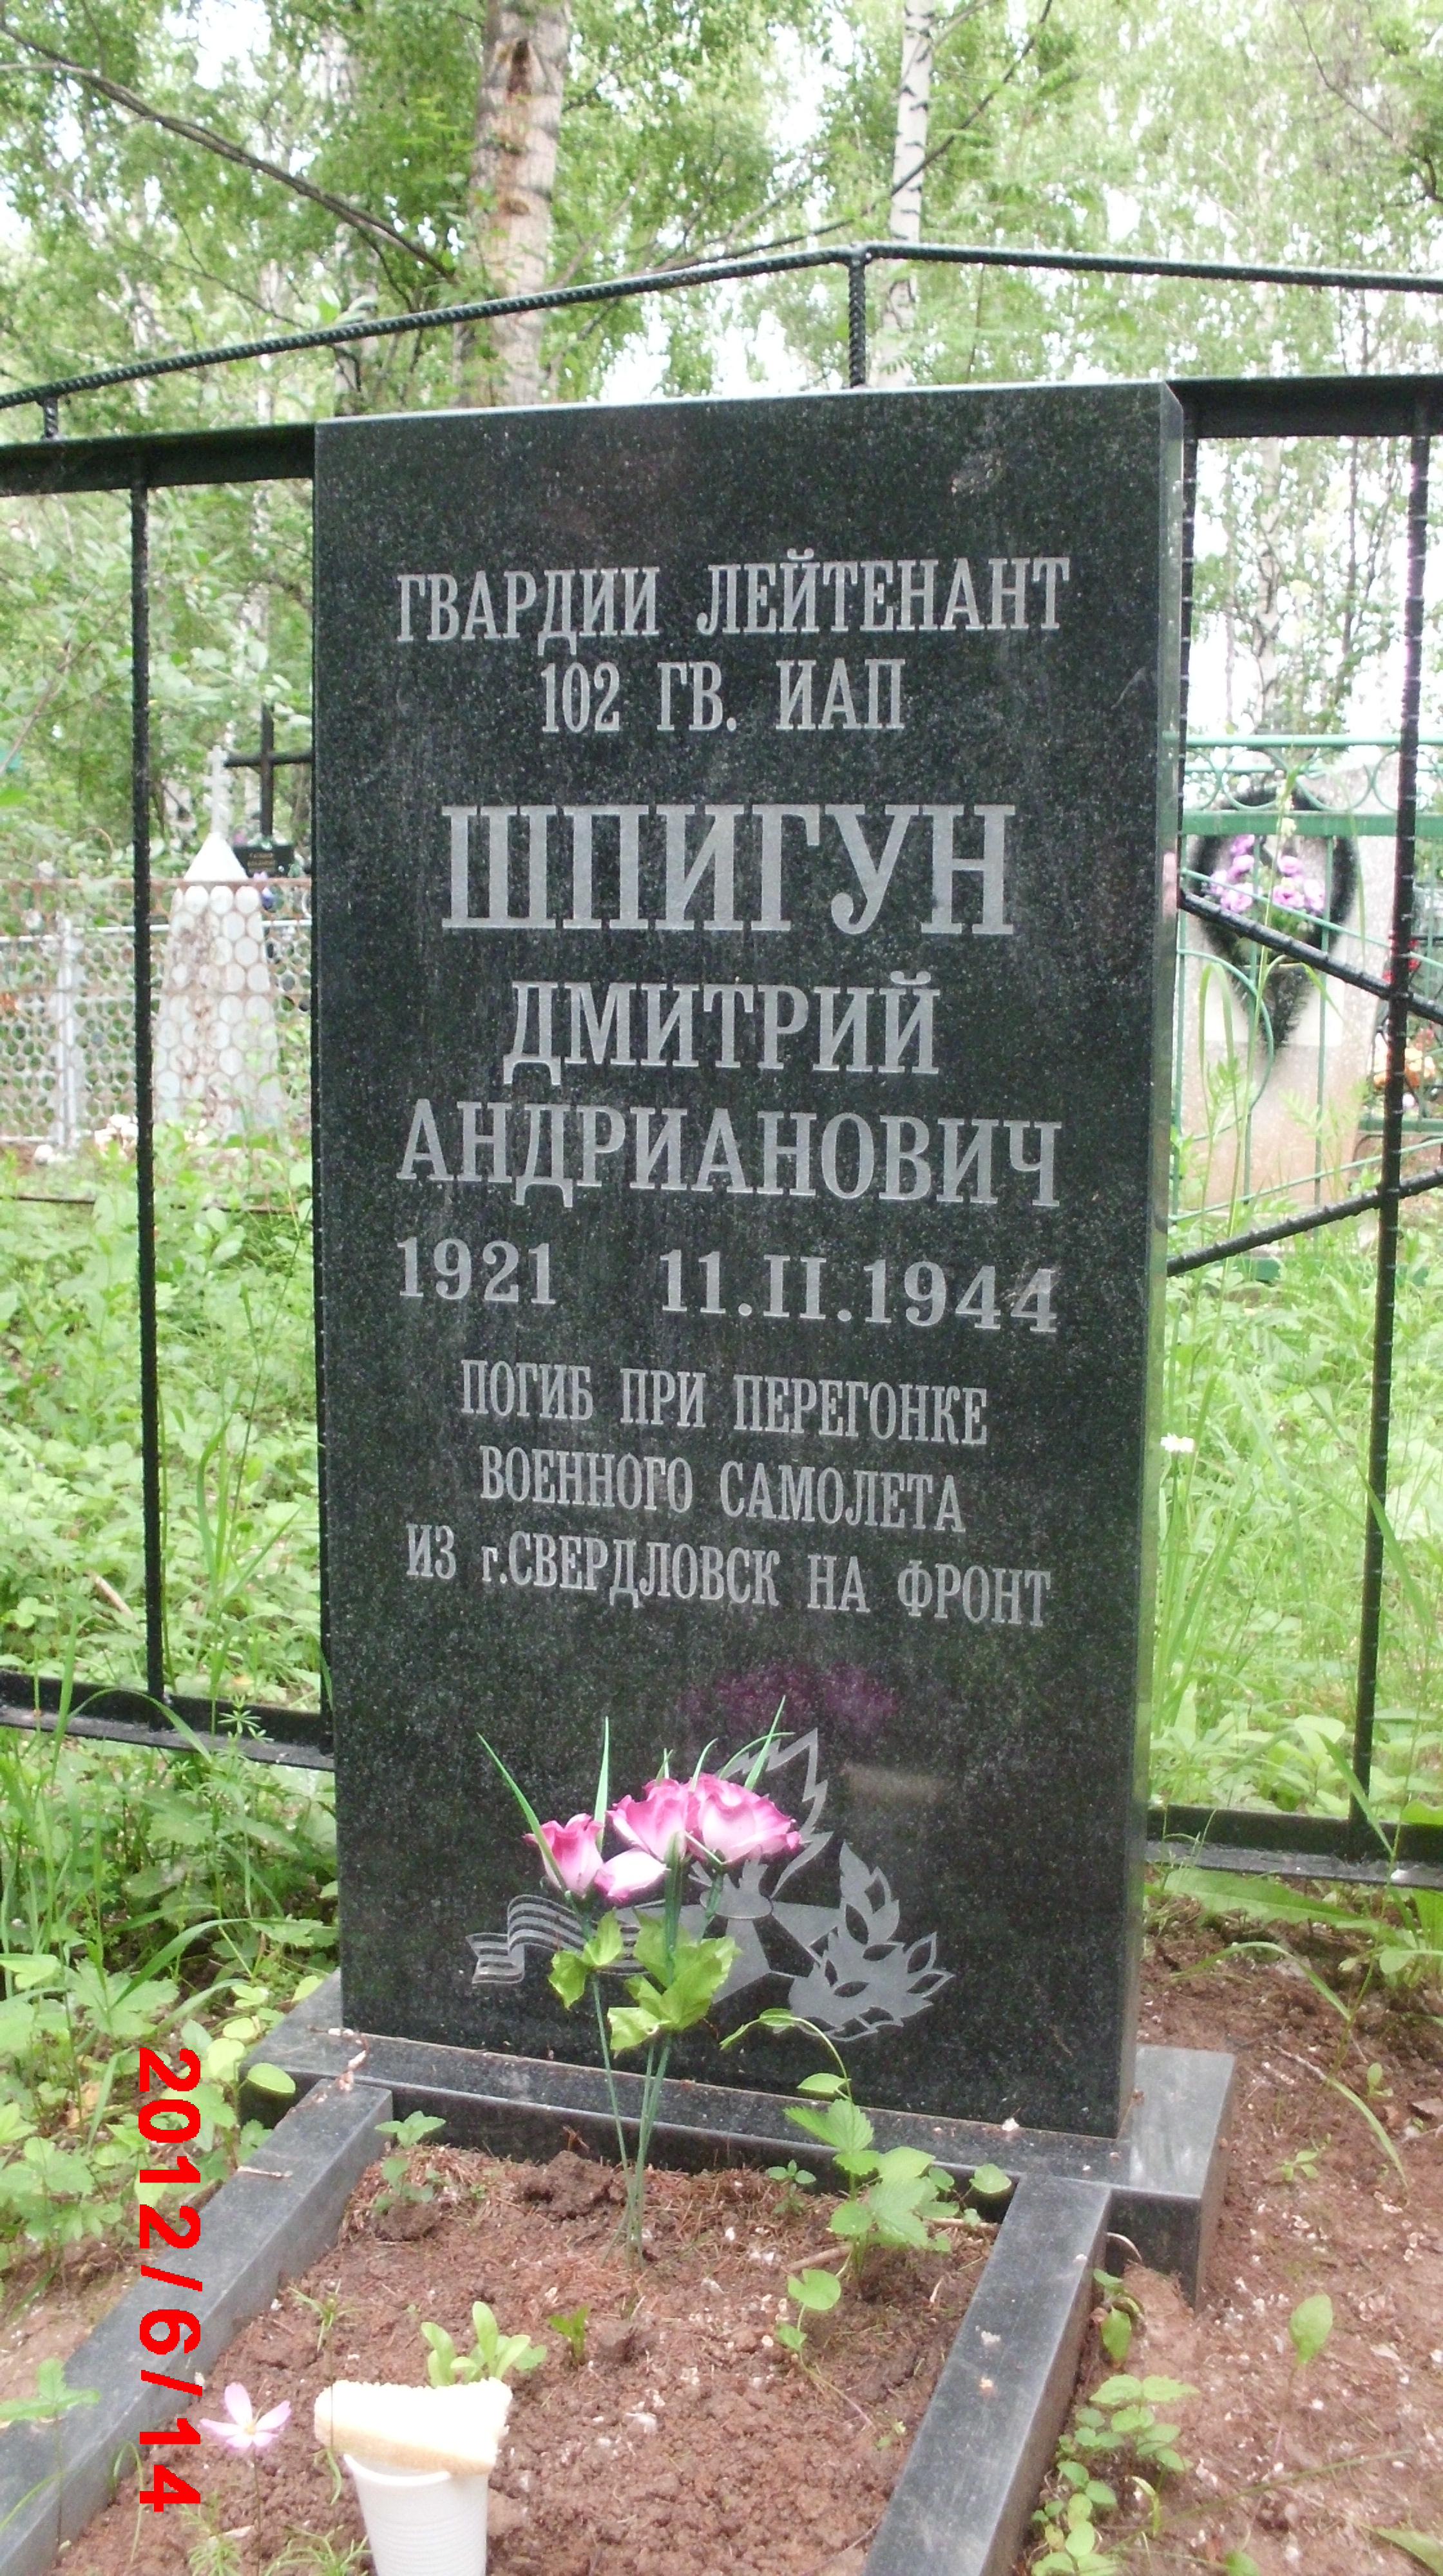 ГВАРДИИ ЛЕЙТЕНАНТ
102 ГВ. ИАП
ШПИГУН
ДМИТРИЙ
АНДРИАНОВИЧ
1921 11.II.1944
ПОГИБ ПРИ ПЕРЕГОНКЕ
ВОЕННОГО САМОЛЕТА
ИЗ г.СВЕРДЛОВСК НА ФРОНТ
2012/6/14